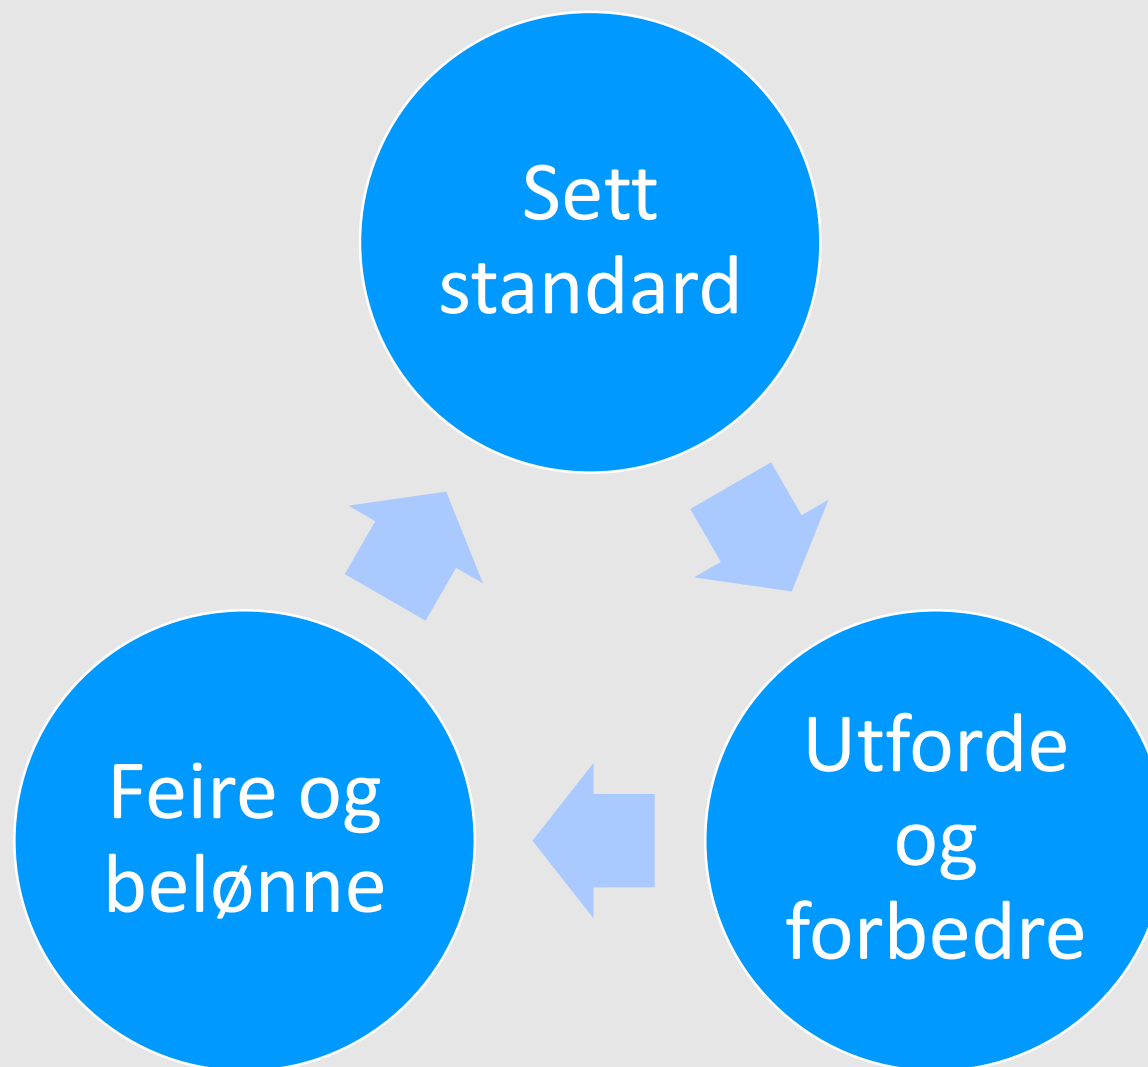 Sett
standard
Utforde
og
forbedre
Feire og
belønne